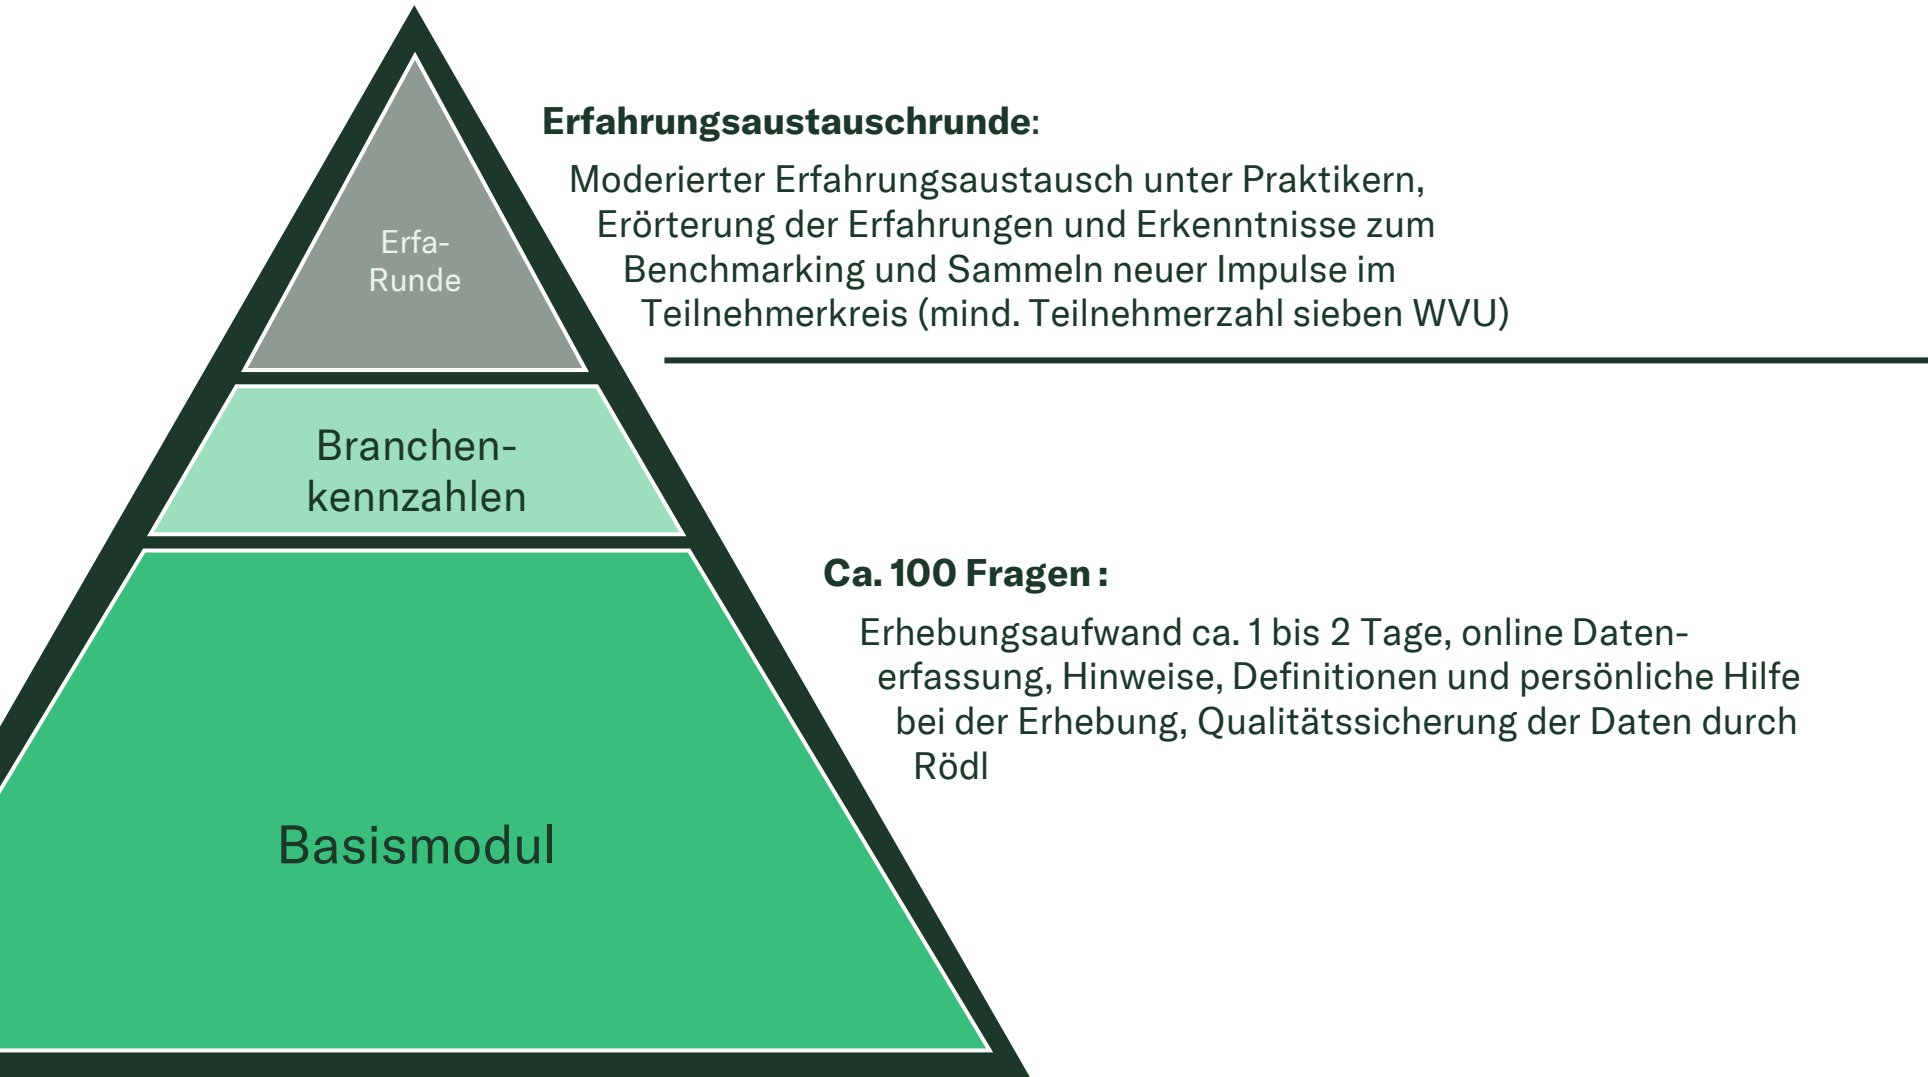 Erfa-
Runde
Erfahrungsaustauschrunde:
Moderierter Erfahrungsaustausch unter Praktikern,
Erörterung der Erfahrungen und Erkenntnisse zum
Benchmarking und Sammeln neuer Impulse im
Teilnehmerkreis (mind. Teilnehmerzahl sieben WVU)
Branchen-
kennzahlen
Ca. 100 Fragen :
Erhebungsaufwand ca. 1 bis 2 Tage, online Daten-
erfassung, Hinweise, Definitionen und persönliche Hilfe
bei der Erhebung, Qualitätssicherung der Daten durch
Rödl
Basismodul